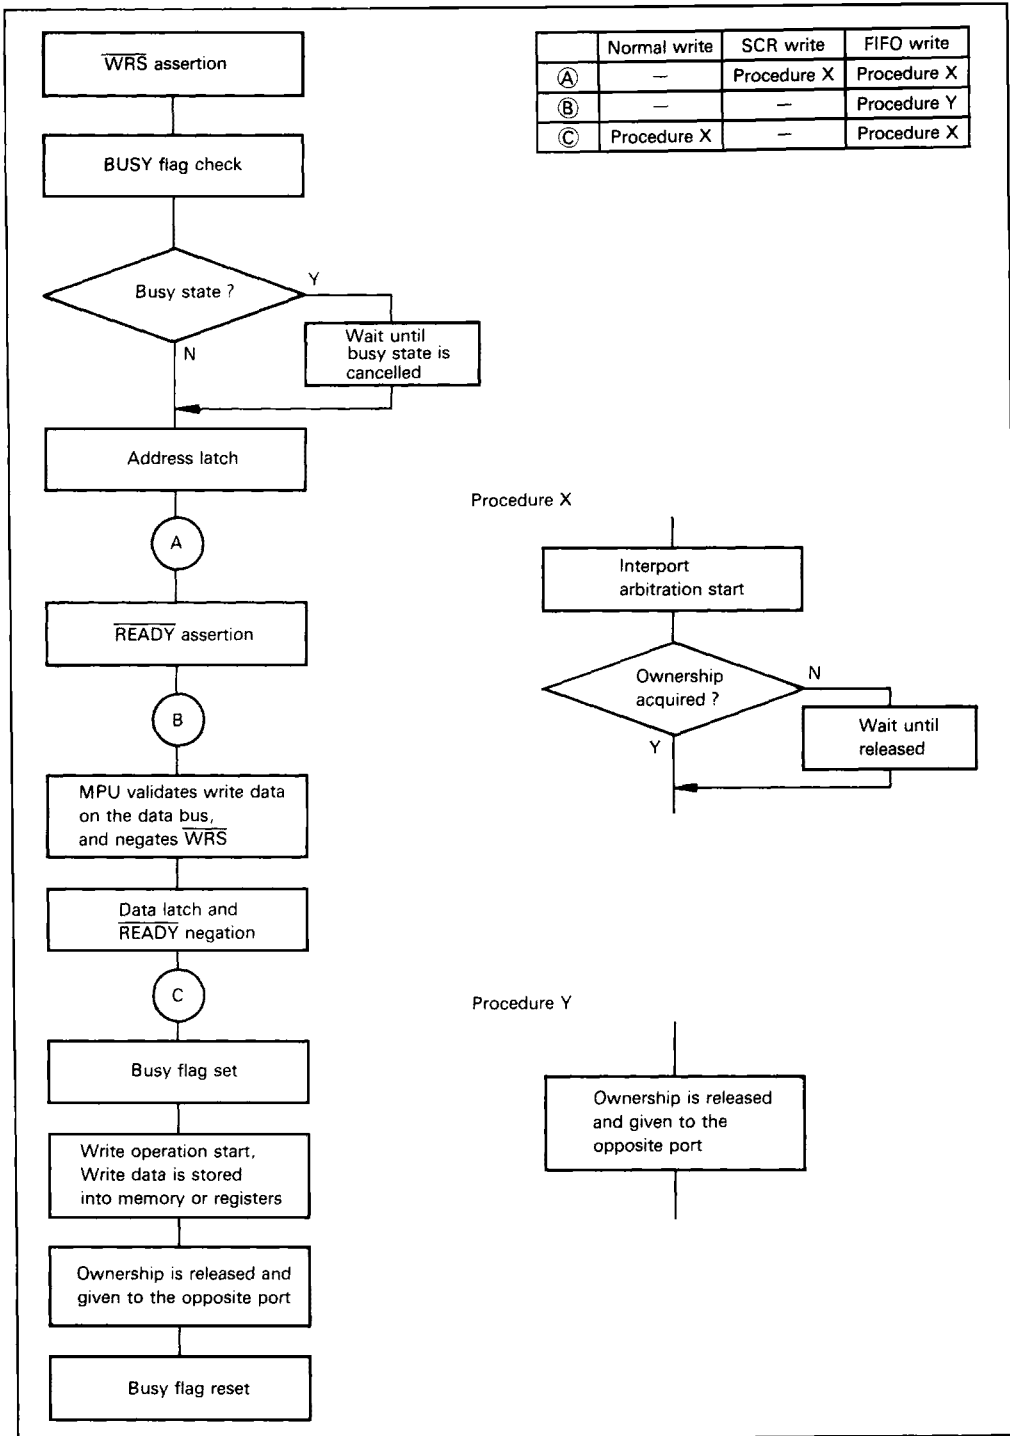 WRS assertion
BUSY flag check
Busy state ?
Y
N
Wait until
busy state is
cancelled
Address latch
A
READY assertion
B
MPU validates write data
on the data bus,
and negates WRS
Data latch and
READY negation
C
Busy flag set
Write operation start,
Write data is stored
into memory or registers
Ownership is released and
given to the opposite port
Busy flag reset
Normal write SCR write FIFO write
Ⓐ — Procedure X Procedure X
Ⓑ — — Procedure Y
Ⓒ Procedure X — Procedure X
Procedure X
Interport
arbitration start
Ownership
acquired ?
N
Y
Wait until
released
Procedure Y
Ownership is released
and given to the
opposite port